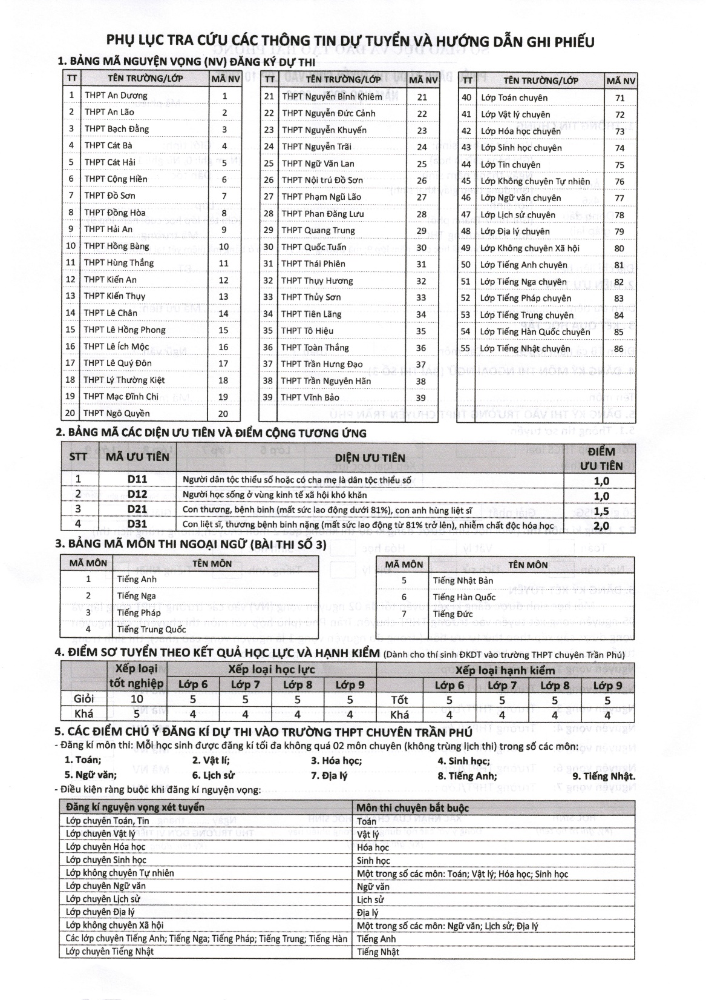 PHỤ LỤC TRA CỨU CÁC THÔNG TIN DỰ TUYỂN VÀ HƯỚNG DẪN GHI PHIẾU
1. BẢNG MÃ NGUYỆN VỌNG (NV) ĐĂNG KÝ DỰ THI
TT TÊN TRƯỜNG/LỚP MÃ NV
1 THPT An Dương 1
2 THPT An Lão 2
3 THPT Bạch Đằng 3
4 THPT Cát Bà 4
5 THPT Cát Hải 5
6 THPT Cộng Hiền 6
7 THPT Đồ Sơn 7
8 THPT Đồng Hòa 8
9 THPT Hải An 9
10 THPT Hồng Bàng 10
11 THPT Hùng Thắng 11
12 THPT Kiến An 12
13 THPT Kiến Thụy 13
14 THPT Lê Chân 14
15 THPT Lê Hồng Phong 15
16 THPT Lê Ích Mộc 16
17 THPT Lê Quý Đôn 17
18 THPT Lý Thường Kiệt 18
19 THPT Mạc Đĩnh Chi 19
20 THPT Ngô Quyền 20
TT TÊN TRƯỜNG/LỚP MÃ NV
21 THPT Nguyễn Bỉnh Khiêm 21
22 THPT Nguyễn Đức Cảnh 22
23 THPT Nguyễn Khuyến 23
24 THPT Nguyễn Trãi 24
25 THPT Ngữ Văn Lan 25
26 THPT Nội trú Đồ Sơn 26
27 THPT Phạm Ngũ Lão 27
28 THPT Phan Đăng Lưu 28
29 THPT Quang Trung 29
30 THPT Quốc Tuấn 30
31 THPT Thái Phiên 31
32 THPT Thụy Hương 32
33 THPT Thủy Sơn 33
34 THPT Tiên Lãng 34
35 THPT Tô Hiệu 35
36 THPT Toàn Thắng 36
37 THPT Trần Hưng Đạo 37
38 THPT Trần Nguyên Hãn 38
39 THPT Vĩnh Bảo 39
TT TÊN TRƯỜNG/LỚP MÃ NV
40 Lớp Toán chuyên 71
41 Lớp Vật lý chuyên 72
42 Lớp Hóa học chuyên 73
43 Lớp Sinh học chuyên 74
44 Lớp Tin chuyên 75
45 Lớp Không chuyên Tự nhiên 76
46 Lớp Ngữ văn chuyên 77
47 Lớp Lịch sử chuyên 78
48 Lớp Địa lý chuyên 79
49 Lớp Không chuyên Xã hội 80
50 Lớp Tiếng Anh chuyên 81
51 Lớp Tiếng Nga chuyên 82
52 Lớp Tiếng Pháp chuyên 83
53 Lớp Tiếng Trung chuyên 84
54 Lớp Tiếng Hàn Quốc chuyên 85
55 Lớp Tiếng Nhật chuyên 86
2. BẢNG MÃ CÁC DIỆN ƯU TIÊN VÀ ĐIỂM CỘNG TƯƠNG ỨNG
STT MÃ ƯU TIÊN DIỆN ƯU TIÊN ĐIỂM ƯU TIÊN
1 D11 Người dân tộc thiểu số hoặc có cha mẹ là dân tộc thiểu số 1,0
2 D12 Người học sống ở vùng kinh tế xã hội khó khăn 1,0
3 D21 Con thương, bệnh binh (mất sức lao động dưới 81%), con anh hùng liệt sĩ 1,5
4 D31 Con liệt sĩ, thương bệnh binh nặng (mất sức lao động từ 81% trở lên), nhiễm chất độc hóa học 2,0
3. BẢNG MÃ MÔN THI NGOẠI NGỮ (BÀI THI SỐ 3)
MÃ MÔN TÊN MÔN
1 Tiếng Anh
2 Tiếng Nga
3 Tiếng Pháp
4 Tiếng Trung Quốc
MÃ MÔN TÊN MÔN
5 Tiếng Nhật Bản
6 Tiếng Hàn Quốc
7 Tiếng Đức
4. ĐIỂM SƠ TUYỂN THEO KẾT QUẢ HỌC LỰC VÀ HẠNH KIỂM (Dành cho thí sinh ĐKDT vào trường THPT chuyên Trần Phú)
Xếp loại tốt nghiệp Xếp loại học lực Xếp loại hạnh kiểm
Lớp 6 Lớp 7 Lớp 8 Lớp 9 Lớp 6 Lớp 7 Lớp 8 Lớp 9
Giỏi 10 5 5 5 5 Tốt 5 5 5 5
Khá 5 4 4 4 4 Khá 4 4 4 4
5. CÁC ĐIỂM CHÚ Ý ĐĂNG KÍ DỰ THI VÀO TRƯỜNG THPT CHUYÊN TRẦN PHÚ
- Đăng kí môn thi: Mỗi học sinh được đăng kí tối đa không quá 02 môn chuyên (không trùng lịch thi) trong số các môn:
1. Toán; 2. Vật lí; 3. Hóa học; 4. Sinh học;
5. Ngữ văn; 6. Lịch sử 7. Địa lý 8. Tiếng Anh; 9. Tiếng Nhật.
- Điều kiện ràng buộc khi đăng kí nguyện vọng:
Đăng kí nguyện vọng xét tuyển Môn thi chuyên bắt buộc
Lớp chuyên Toán, Tin Toán
Lớp chuyên Vật lý Vật lý
Lớp chuyên Hóa học Hóa học
Lớp chuyên Sinh học Sinh học
Lớp không chuyên Tự nhiên Một trong số các môn: Toán; Vật lý; Hóa học; Sinh học
Lớp chuyên Ngữ văn Ngữ văn
Lớp chuyên Lịch sử Lịch sử
Lớp chuyên Địa lý Địa lý
Lớp không chuyên Xã hội Một trong số các môn: Ngữ văn; Lịch sử; Địa lý
Các lớp chuyên Tiếng Anh; Tiếng Nga; Tiếng Pháp; Tiếng Trung; Tiếng Hàn Tiếng Anh
Lớp chuyên Tiếng Nhật Tiếng Nhật